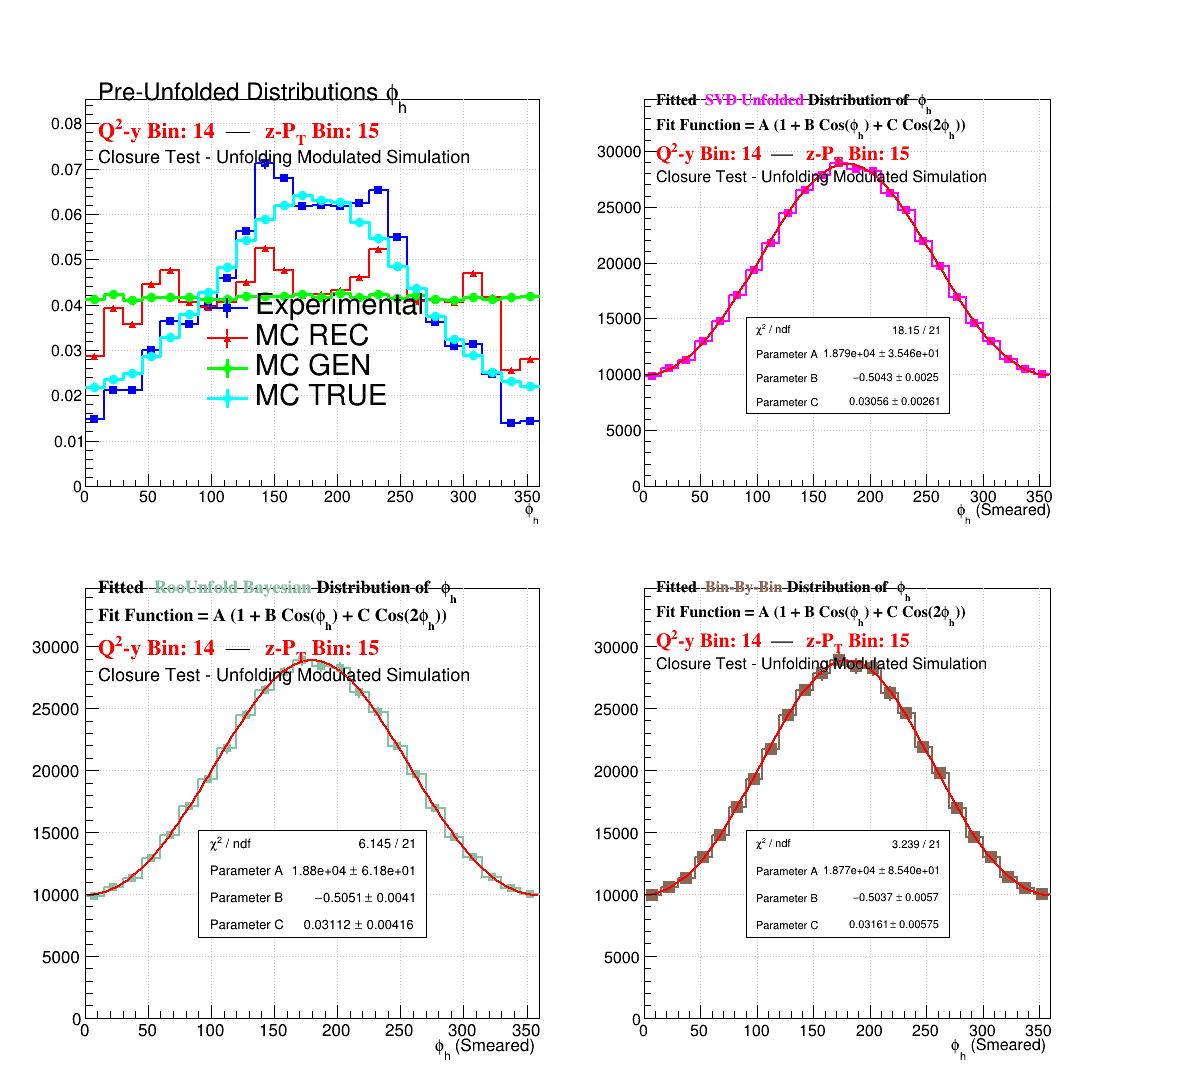 Pre-Unfolded Distributions ϕh
Q²-y Bin: 14 — z-PT Bin: 15
Closure Test - Unfolding Modulated Simulation
0.08
0.07
0.06
0.05
0.04
0.03
0.02
0.01
0
Experimental
MC REC
MC GEN
MC TRUE
0 50 100 150 200 250 300 350
ϕh
Fitted SVD Unfolded Distribution of ϕh
Fit Function = A (1 + B Cos(ϕh) + C Cos(2ϕh))
Q²-y Bin: 14 — z-PT Bin: 15
Closure Test - Unfolding Modulated Simulation
30000
25000
20000
15000
10000
5000
0
χ² / ndf 18.15 / 21
Parameter A 1.879e+04 ± 3.546e+01
Parameter B −0.5043 ± 0.0025
Parameter C 0.03056 ± 0.00261
0 50 100 150 200 250 300 350
ϕh (Smeared)
Fitted RooUnfold Bayesian Distribution of ϕh
Fit Function = A (1 + B Cos(ϕh) + C Cos(2ϕh))
Q²-y Bin: 14 — z-PT Bin: 15
Closure Test - Unfolding Modulated Simulation
30000
25000
20000
15000
10000
5000
0
χ² / ndf 6.145 / 21
Parameter A 1.88e+04 ± 6.18e+01
Parameter B −0.5051 ± 0.0041
Parameter C 0.03112 ± 0.00416
0 50 100 150 200 250 300 350
ϕh (Smeared)
Fitted Bin-By-Bin Distribution of ϕh
Fit Function = A (1 + B Cos(ϕh) + C Cos(2ϕh))
Q²-y Bin: 14 — z-PT Bin: 15
Closure Test - Unfolding Modulated Simulation
30000
25000
20000
15000
10000
5000
0
χ² / ndf 3.239 / 21
Parameter A 1.877e+04 ± 8.540e+01
Parameter B −0.5037 ± 0.0057
Parameter C 0.03161 ± 0.00575
0 50 100 150 200 250 300 350
ϕh (Smeared)